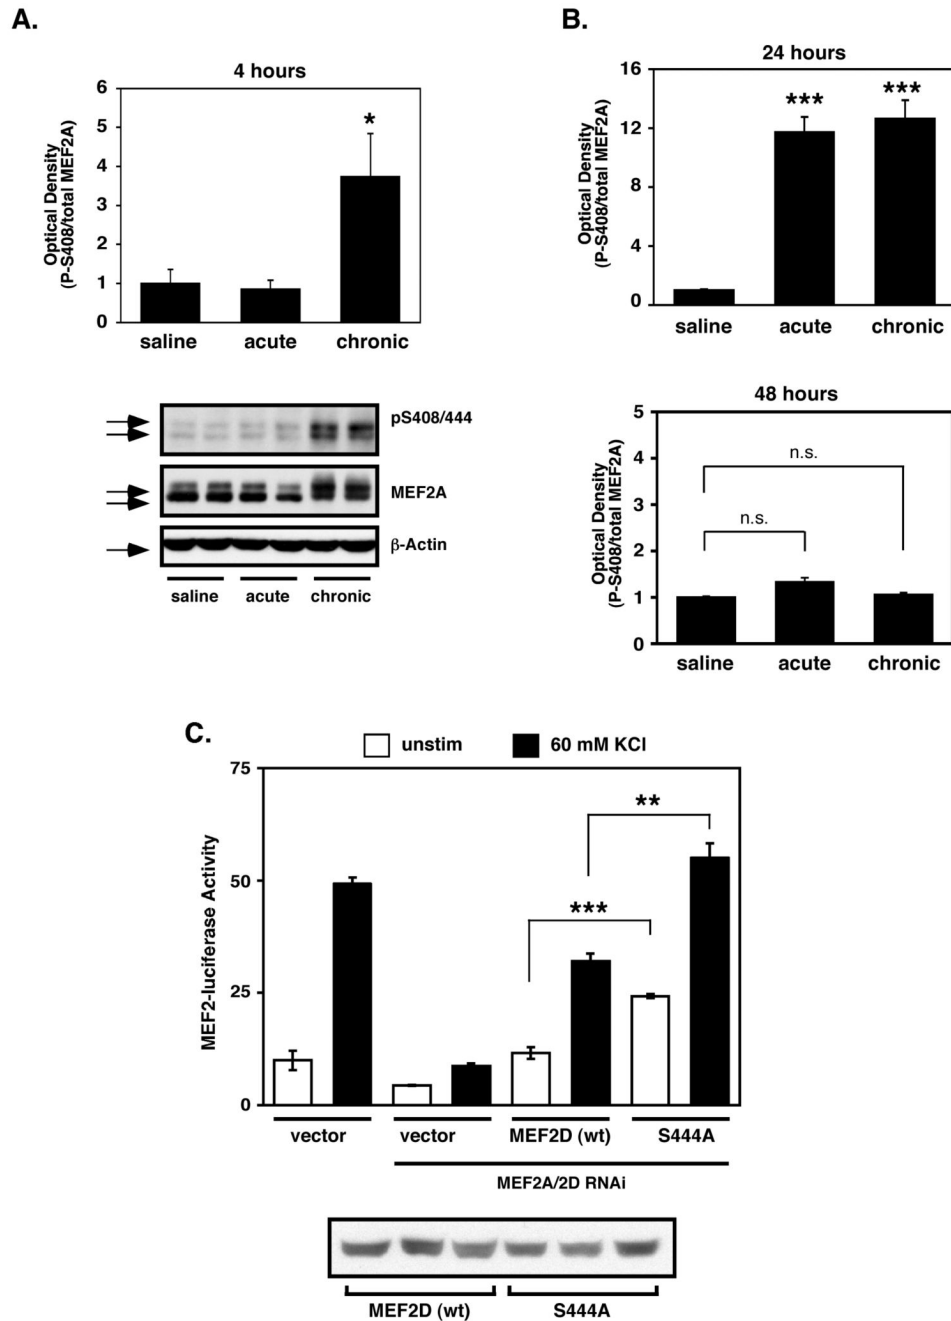 A.
4 hours
Optical Density
(P-S408/total MEF2A)
6
5
4
3
2
1
0
*
saline acute chronic
pS408/444
MEF2A
β-Actin
saline acute chronic
B.
24 hours
Optical Density
(P-S408/total MEF2A)
16
12
8
4
0
*** ***
saline acute chronic
48 hours
Optical Density
(P-S408/total MEF2A)
5
4
3
2
1
0
n.s.
n.s.
saline acute chronic
C.
unstim 60 mM KCl
MEF2-luciferase Activity
75
50
25
0
**
***
vector vector MEF2D (wt) S444A
MEF2A/2D RNAi
MEF2D (wt) S444A